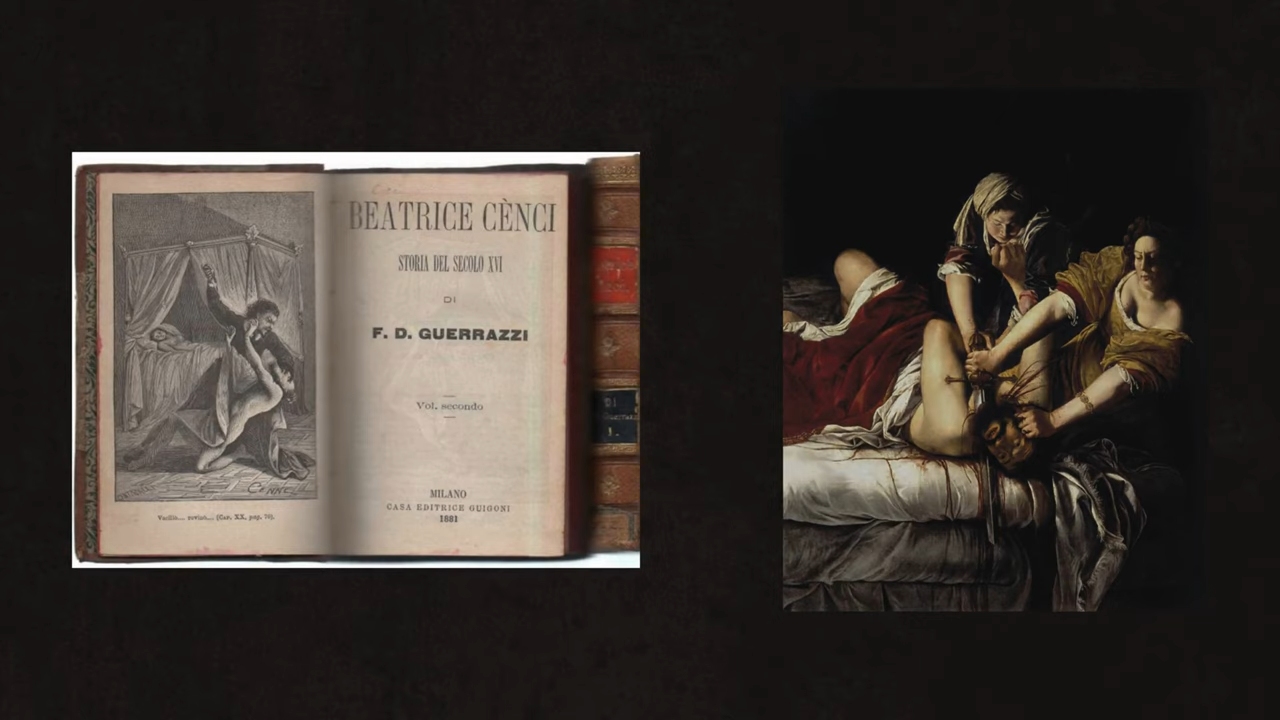 BEATRICE CÈNCI
STORIA DEL SECOLO XVI
DI
F. D. GUERRAZZI
Vol. secondo
MILANO
CASA EDITRICE GUIGONI
1881